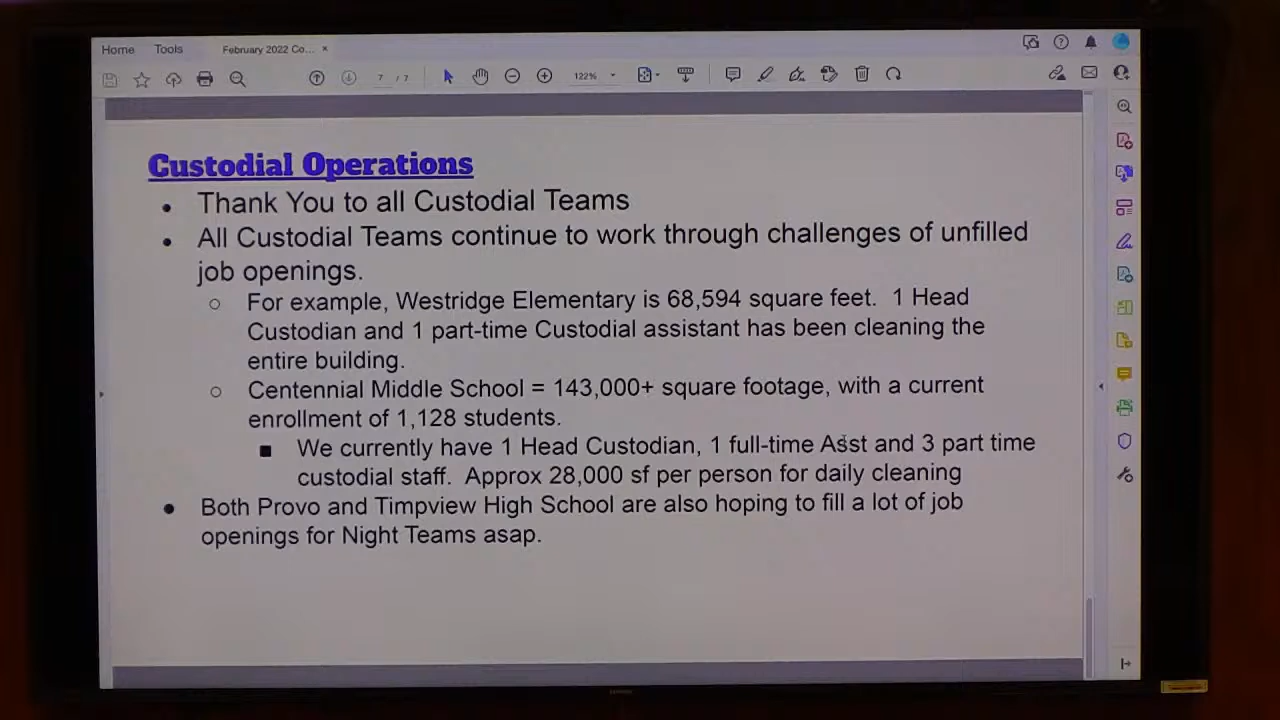 Home Tools February 2022 Co... ×
7 / 7 122%
Custodial Operations
• Thank You to all Custodial Teams
• All Custodial Teams continue to work through challenges of unfilled
job openings.
○ For example, Westridge Elementary is 68,594 square feet. 1 Head
Custodian and 1 part-time Custodial assistant has been cleaning the
entire building.
○ Centennial Middle School = 143,000+ square footage, with a current
enrollment of 1,128 students.
■ We currently have 1 Head Custodian, 1 full-time Asst and 3 part time
custodial staff. Approx 28,000 sf per person for daily cleaning
● Both Provo and Timpview High School are also hoping to fill a lot of job
openings for Night Teams asap.